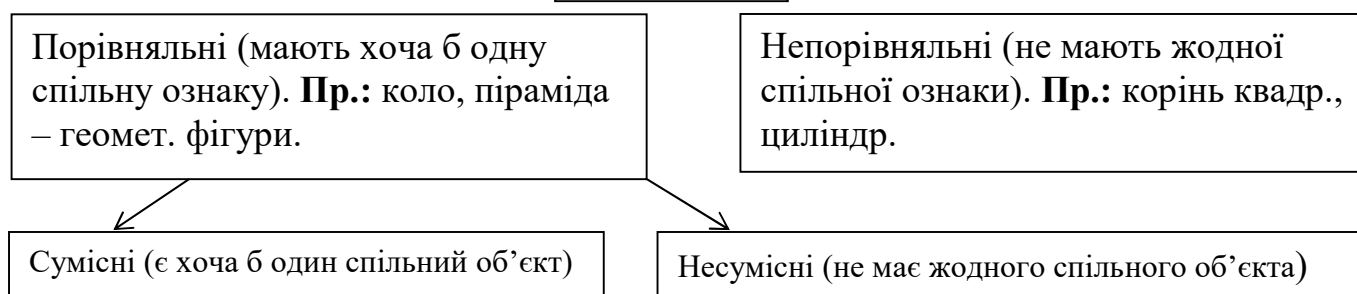 Порівняльні (мають хоча б одну
спільну ознаку). Пр.: коло, піраміда
– геомет. фігури.
Непорівняльні (не мають жодної
спільної ознаки). Пр.: корінь квадр.,
циліндр.
Сумісні (є хоча б один спільний об’єкт)
Несумісні (не має жодного спільного об’єкта)